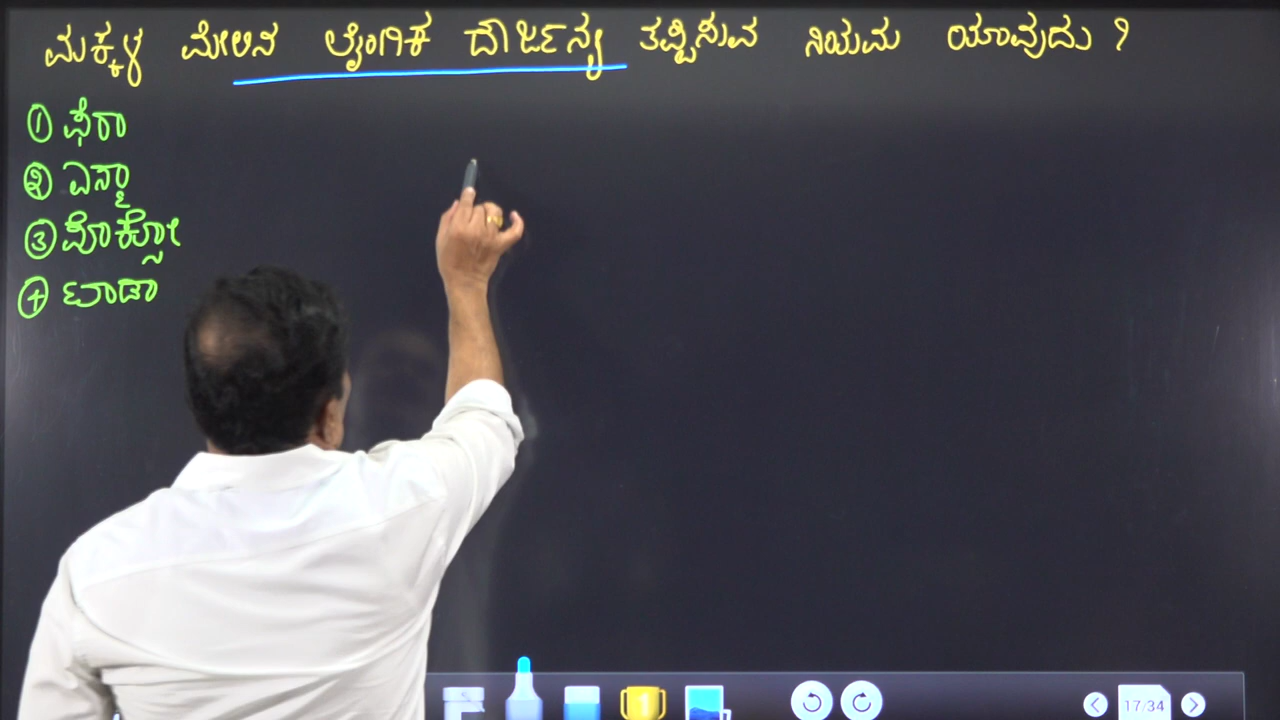 ಮಕ್ಕಳ ಮೇಲಿನ ಲೈಂಗಿಕ ದೌರ್ಜನ್ಯ ತಪ್ಪಿಸುವ ನಿಯಮ ಯಾವುದು ?
① ಫೆರಾ
② ಎಸ್ಮಾ
③ ಪೊಕ್ಸೋ
④ ಟಾಡಾ
17/34